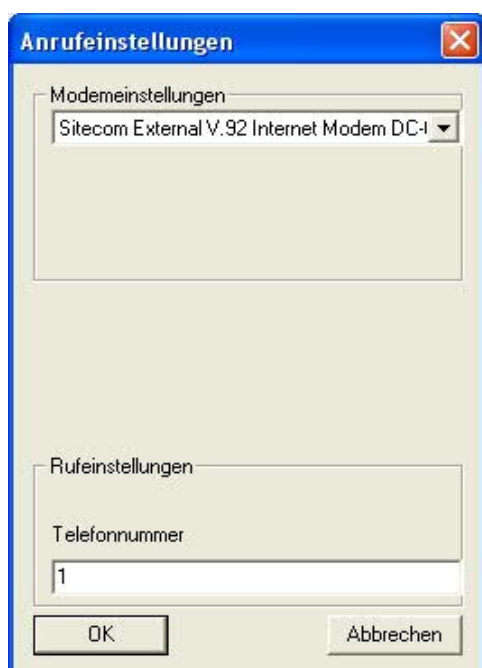 Anrufeinstellungen
Modemeinstellungen
Sitecom External V.92 Internet Modem DC-
Rufeinstellungen
Telefonnummer
1
OK
Abbrechen